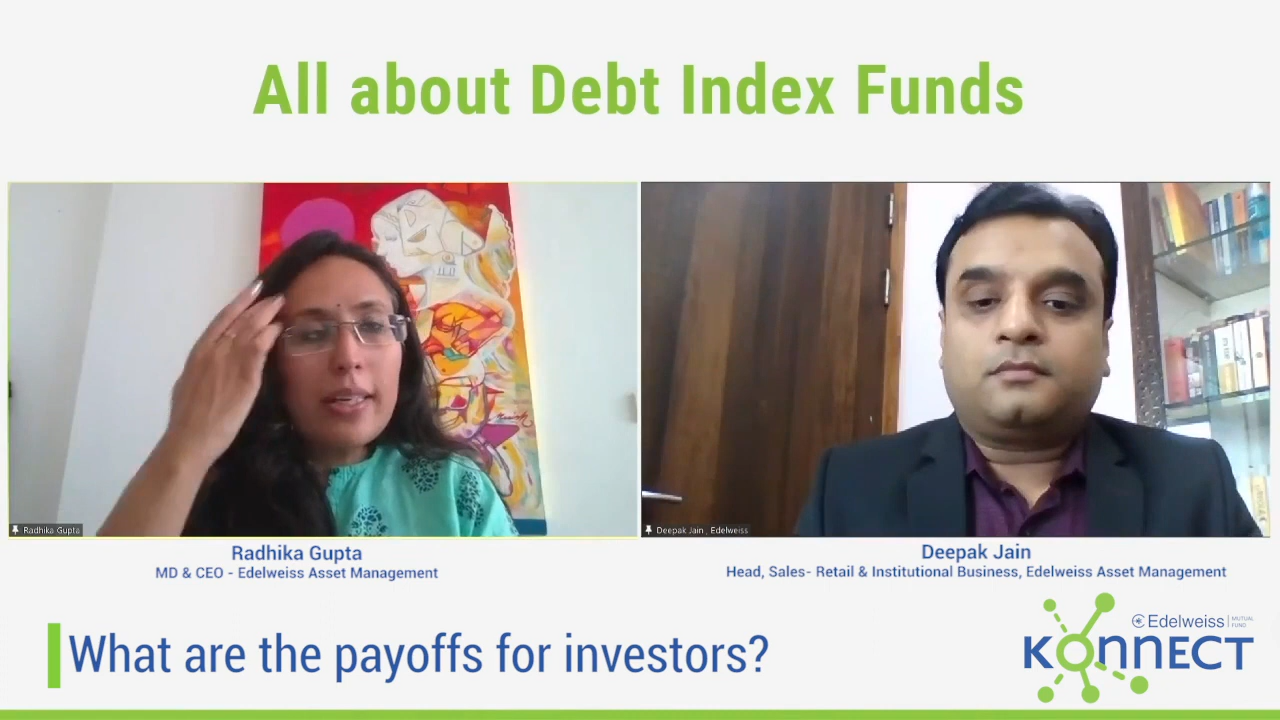 All about Debt Index Funds
Radhika Gupta
Deepak Jain , Edelweiss
Radhika Gupta
MD & CEO - Edelweiss Asset Management
Deepak Jain
Head, Sales- Retail & Institutional Business, Edelweiss Asset Management
What are the payoffs for investors?
Edelweiss
MUTUAL
FUND
KONNECT